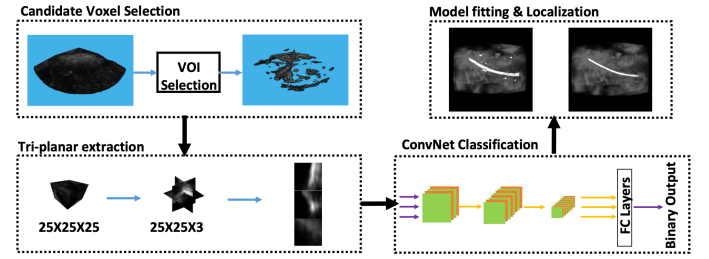 Candidate Voxel Selection
VOI
Selection
Tri-planar extraction
25X25X25
25X25X3
Model fitting & Localization
ConvNet Classification
FC Layers
Binary Output